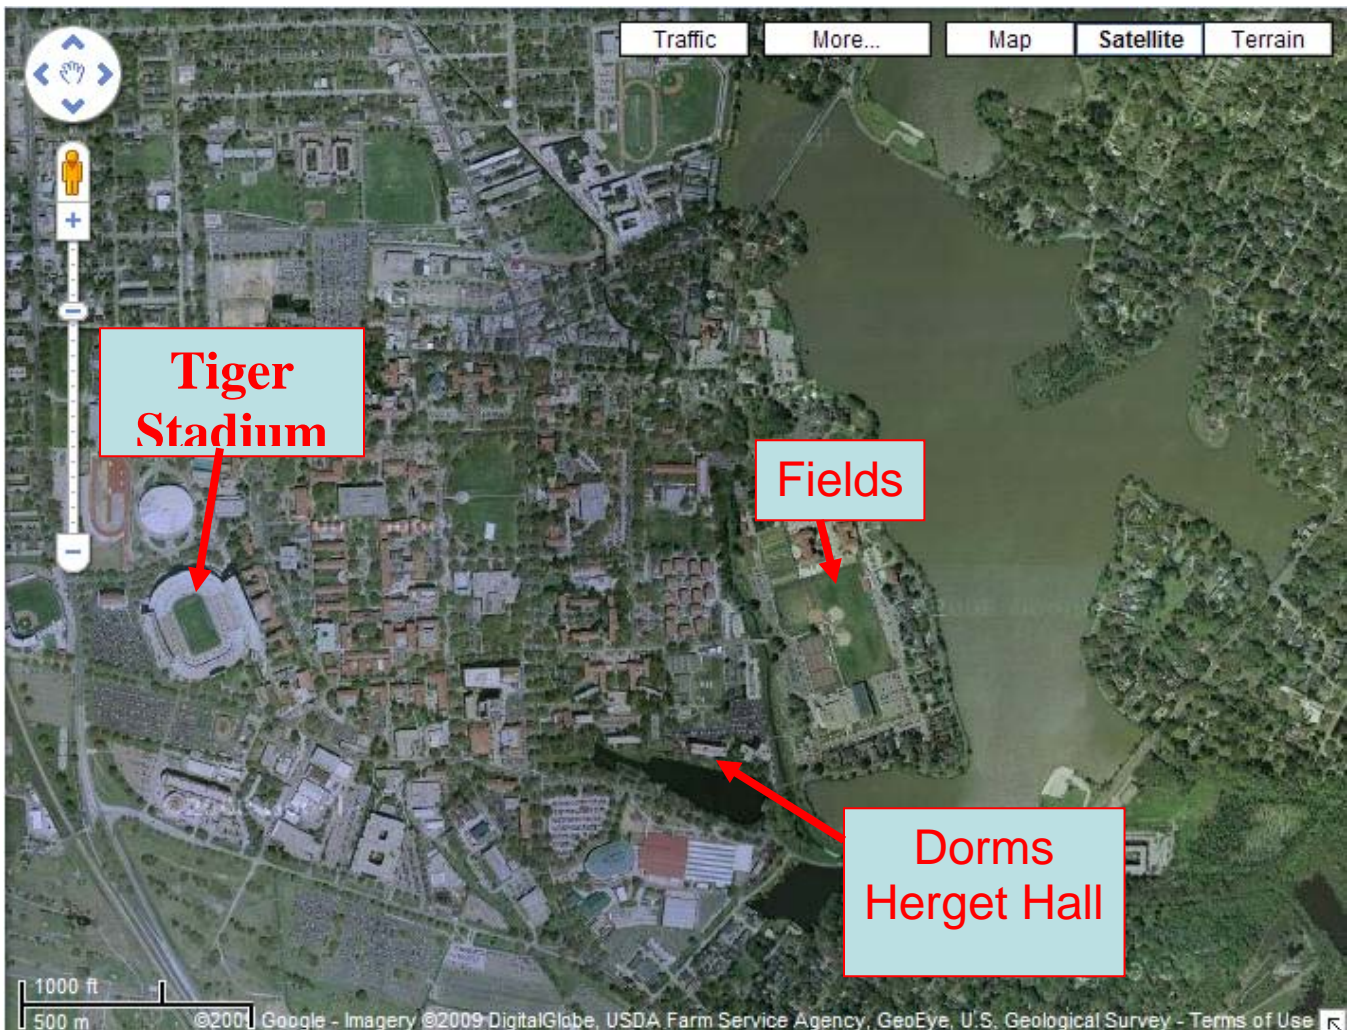 Traffic
More...
Map
Satellite
Terrain
Tiger
Stadium
Fields
Dorms
Herget Hall
1000 ft
500 m
©2009 Google - Imagery ©2009 DigitalGlobe, USDA Farm Service Agency, GeoEye, U.S. Geological Survey - Terms of Use